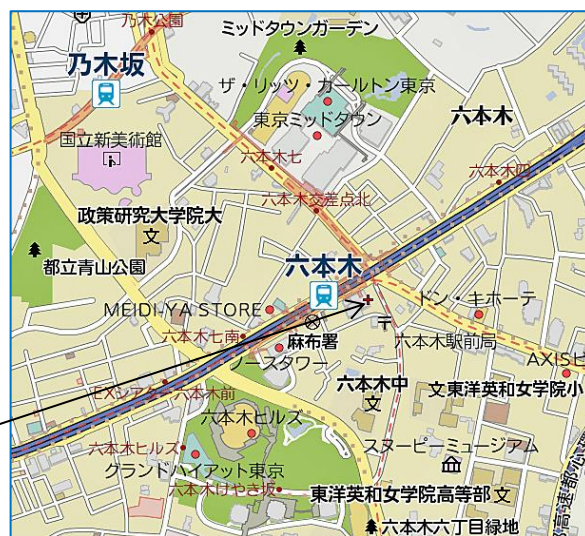 乃木公園
ミッドタウンガーデン
乃木坂
ザ・リッツ・カールトン東京
東京ミッドタウン
六本木
国立新美術館
六本木七
六本木四
六本木交差点北
政策研究大学院大
文
都立青山公園
六本木
MEIDI-YA STORE
ドン・キホーテ
六本木七南
麻布署
六本木駅前局
ノースタワー
AXISビ
EXシアター六本木前
六本木中
文
文東洋英和女学院小
六本木ヒルズ
スヌーピーミュージアム
六本木ヒルズ
グランドハイアット東京
六本木けやき坂
東洋英和女学院高等部文
六本木六丁目緑地
高速都心